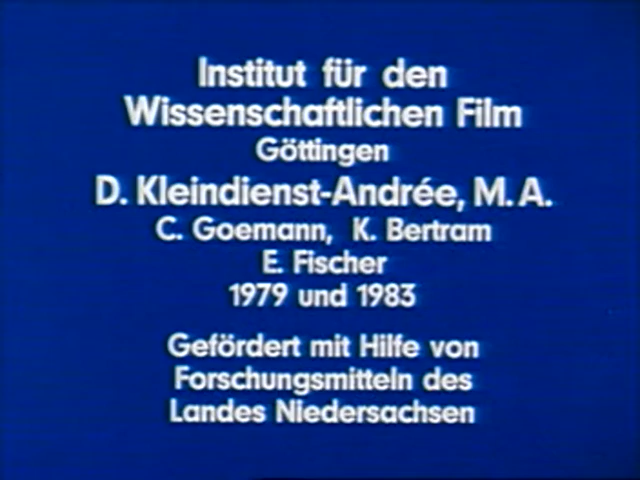 Institut für den
Wissenschaftlichen Film
Göttingen
D. Kleindienst-Andrée, M.A.
C. Goemann, K. Bertram
E. Fischer
1979 und 1983
Gefördert mit Hilfe von
Forschungsmitteln des
Landes Niedersachsen